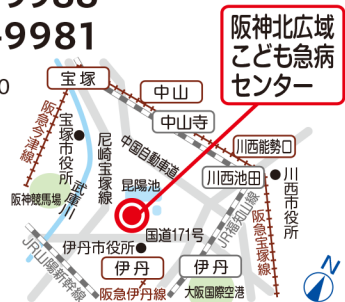 -9981
阪神北広域
こども急病
センター
宝塚
中山
中山寺
阪急今津線
宝塚市役所
尼崎宝塚線
中国自動車道
川西能勢口
川西池田
川西市役所
武庫川
昆陽池
阪神競馬場
国道171号
JR福知山線
阪急宝塚線
伊丹市役所
JR山陽新幹線
伊丹
伊丹
阪急伊丹線
大阪国際空港
N